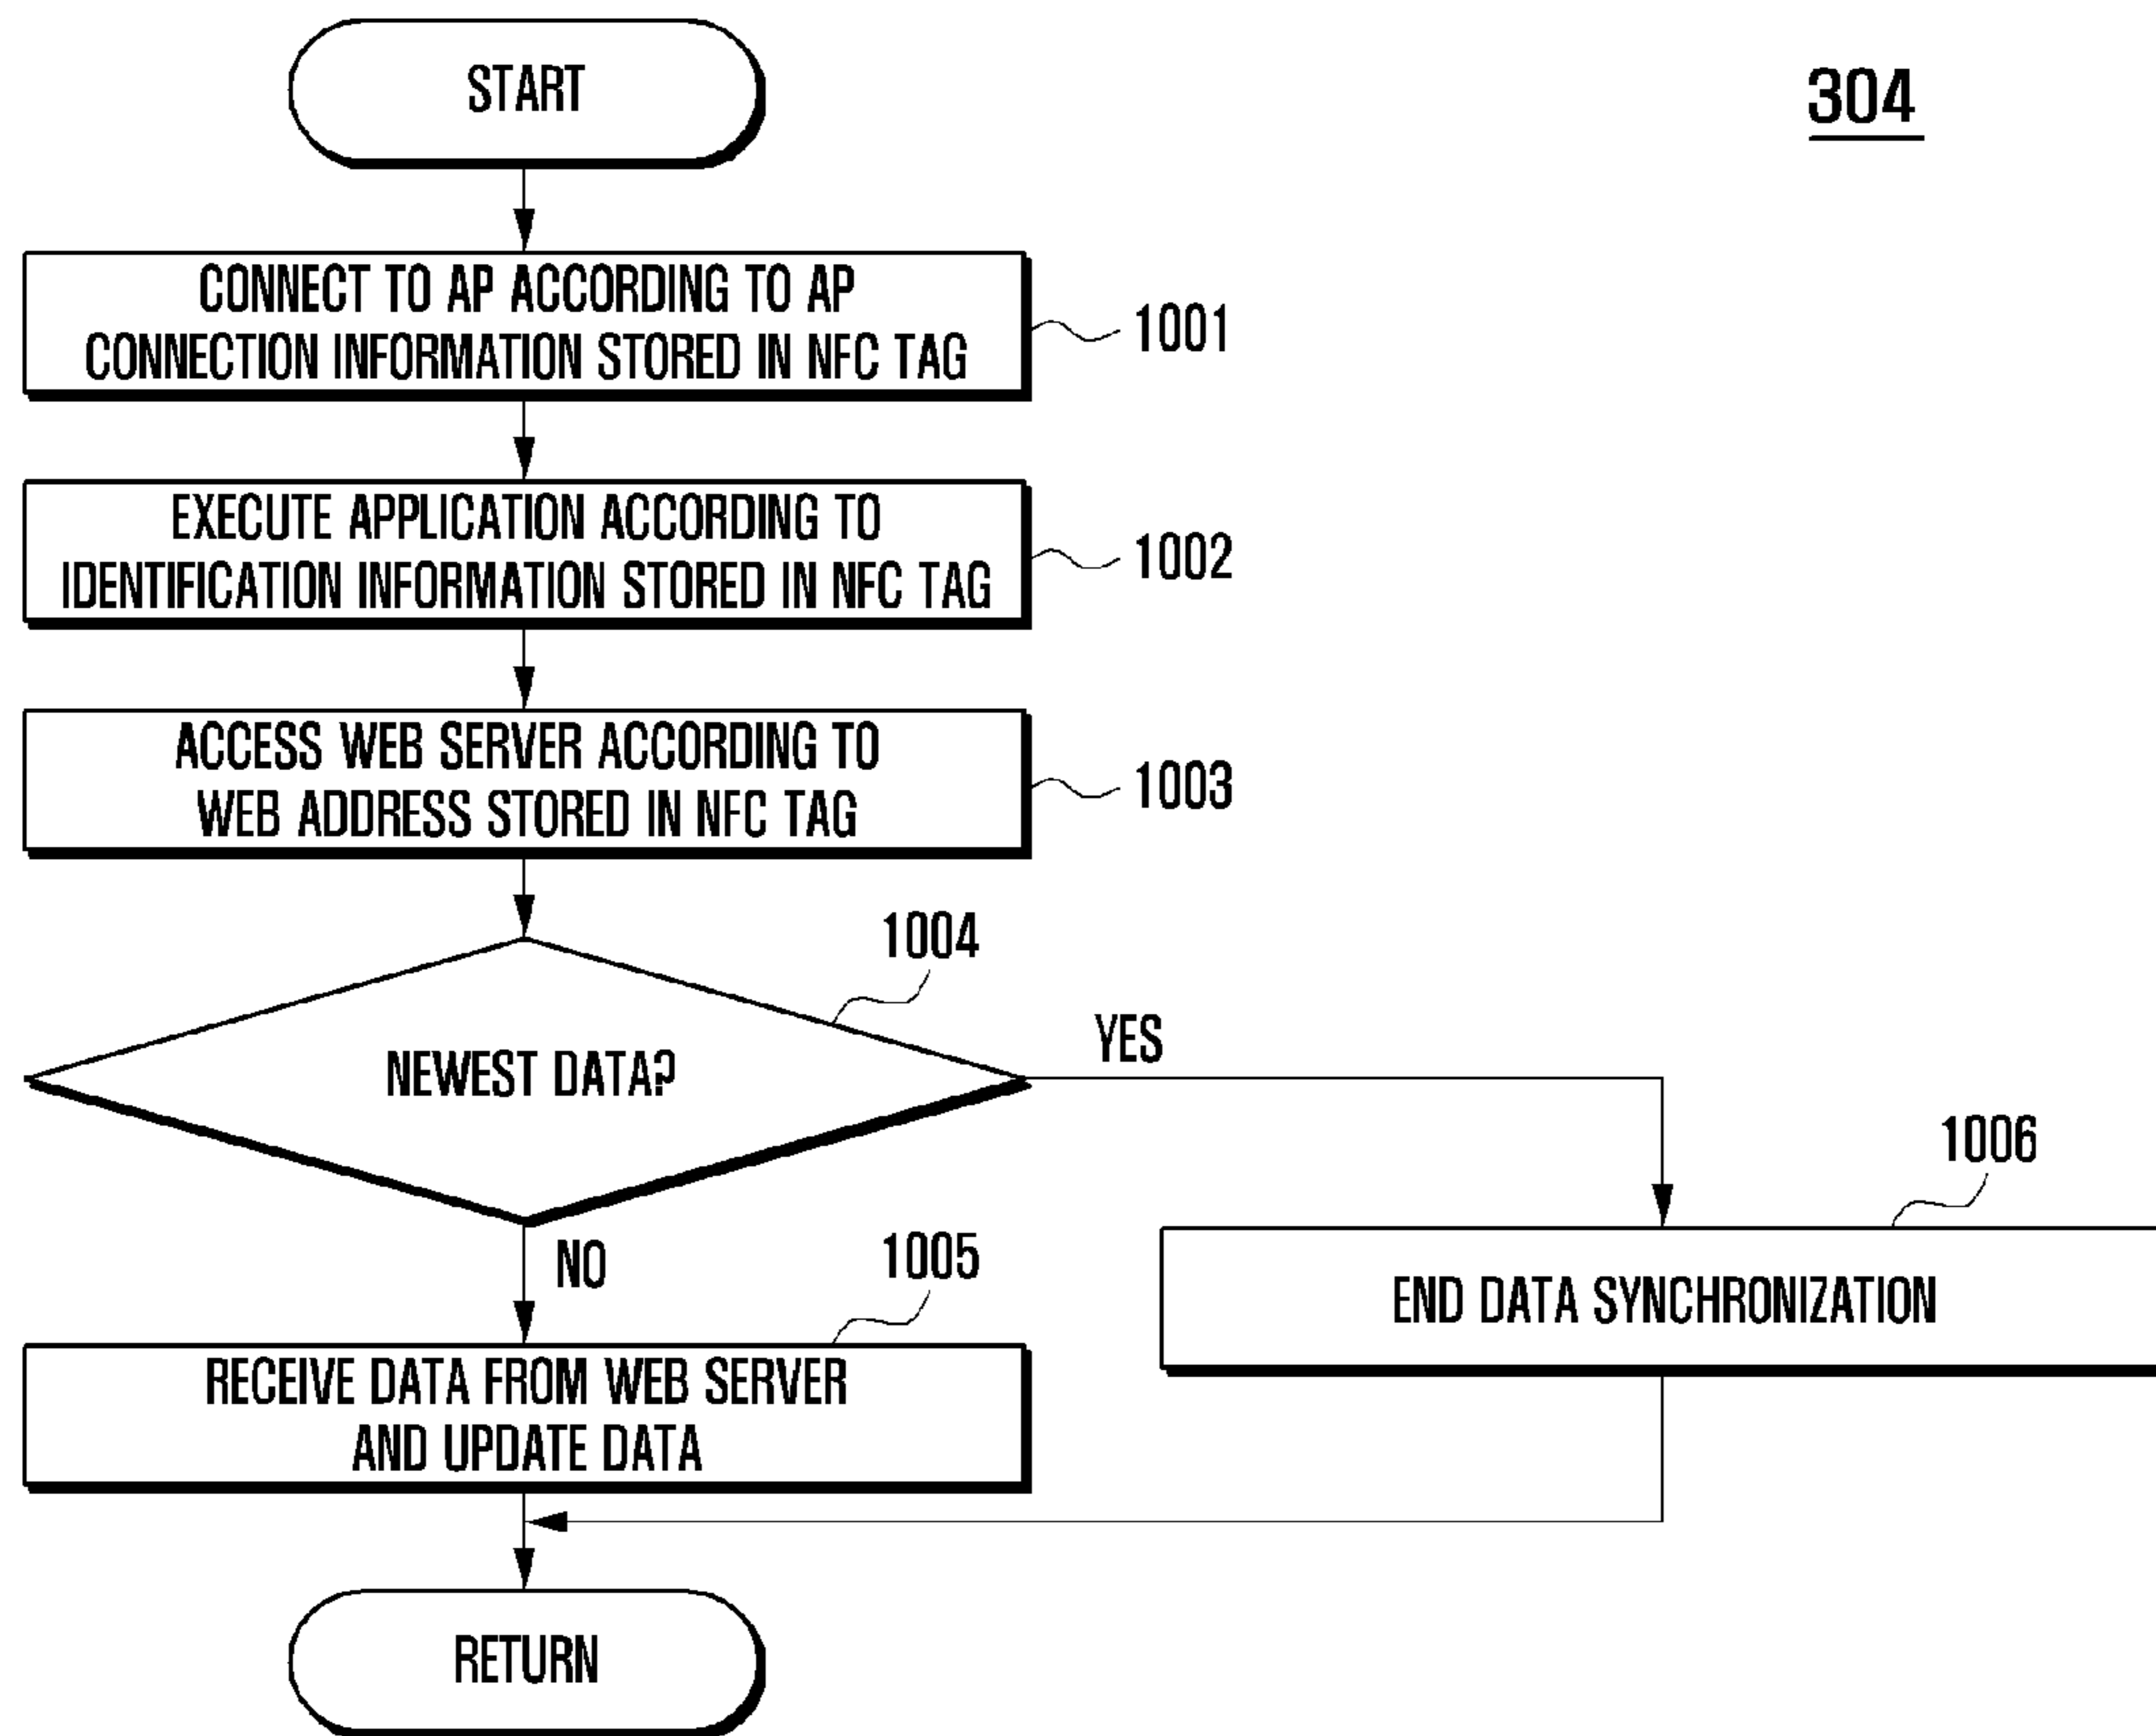 START
304
CONNECT TO AP ACCORDING TO AP
CONNECTION INFORMATION STORED IN NFC TAG
1001
EXECUTE APPLICATION ACCORDING TO
IDENTIFICATION INFORMATION STORED IN NFC TAG
1002
ACCESS WEB SERVER ACCORDING TO
WEB ADDRESS STORED IN NFC TAG
1003
1004
NEWEST DATA?
YES
1006
NO
1005
END DATA SYNCHRONIZATION
RECEIVE DATA FROM WEB SERVER
AND UPDATE DATA
RETURN